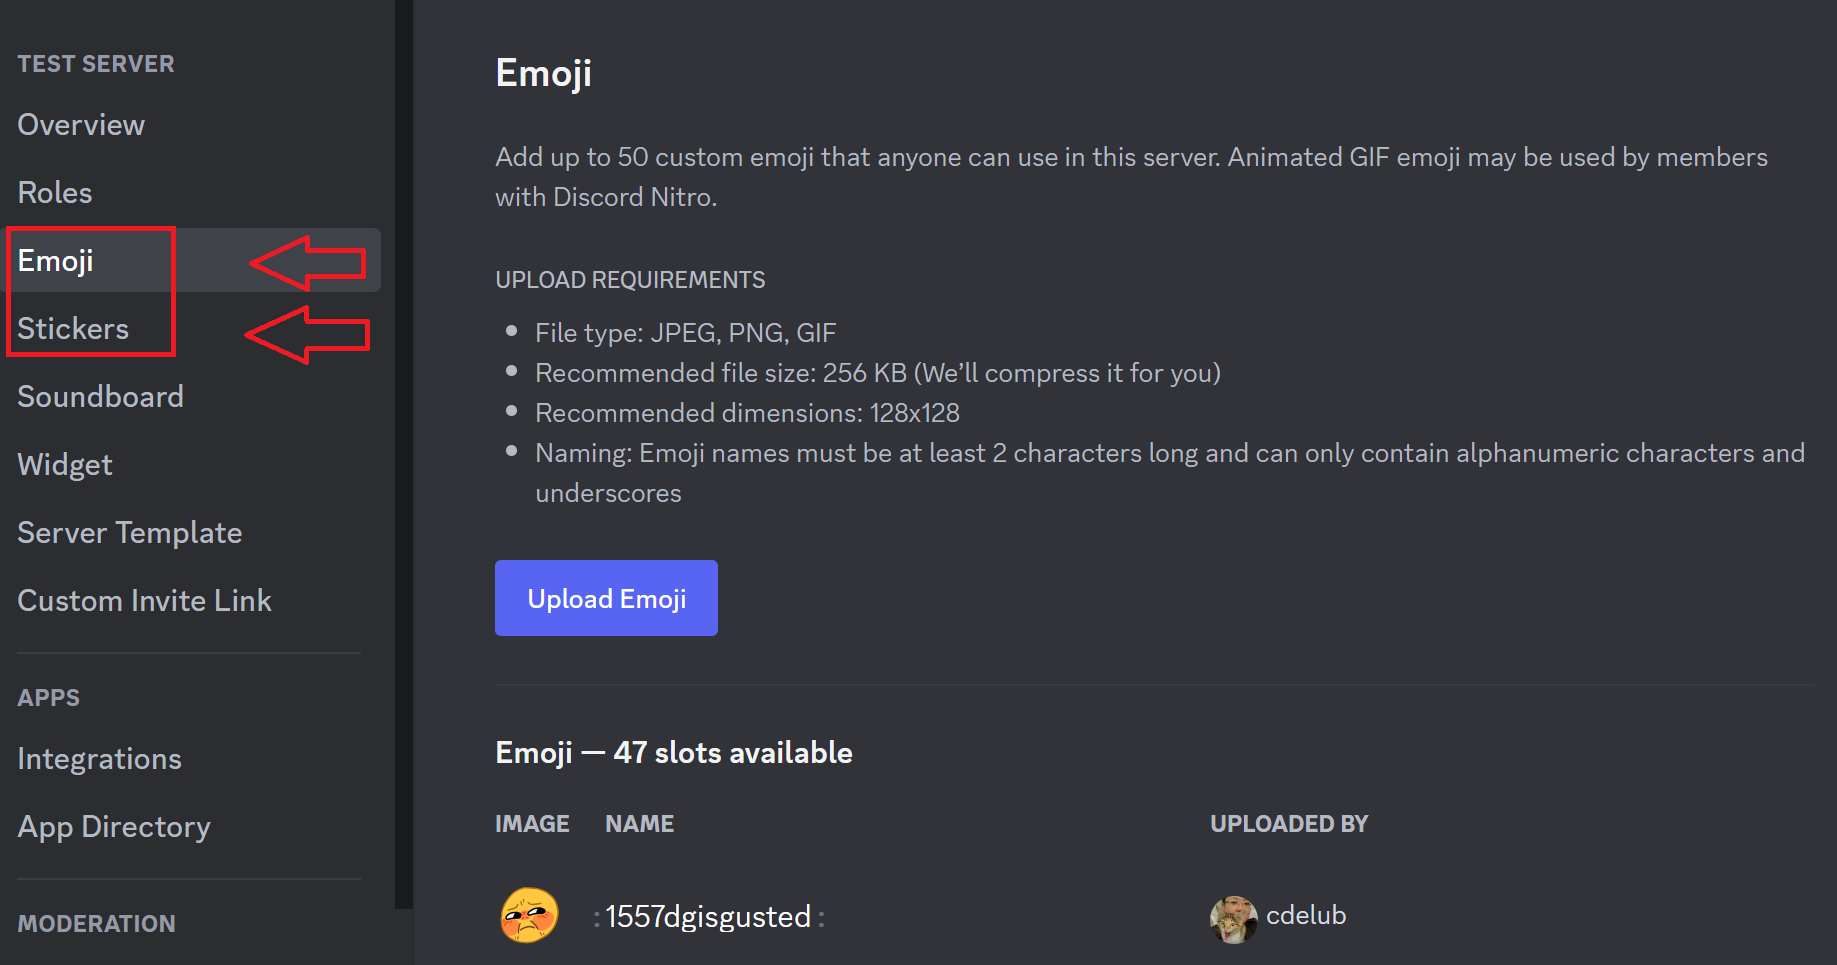 TEST SERVER
Overview
Roles
Emoji
Stickers
Soundboard
Widget
Server Template
Custom Invite Link
APPS
Integrations
App Directory
MODERATION
Emoji
Add up to 50 custom emoji that anyone can use in this server. Animated GIF emoji may be used by members
with Discord Nitro.
UPLOAD REQUIREMENTS
File type: JPEG, PNG, GIF
Recommended file size: 256 KB (We’ll compress it for you)
Recommended dimensions: 128x128
Naming: Emoji names must be at least 2 characters long and can only contain alphanumeric characters and
underscores
Upload Emoji
Emoji — 47 slots available
IMAGE NAME UPLOADED BY
:1557dgisgusted: cdelub